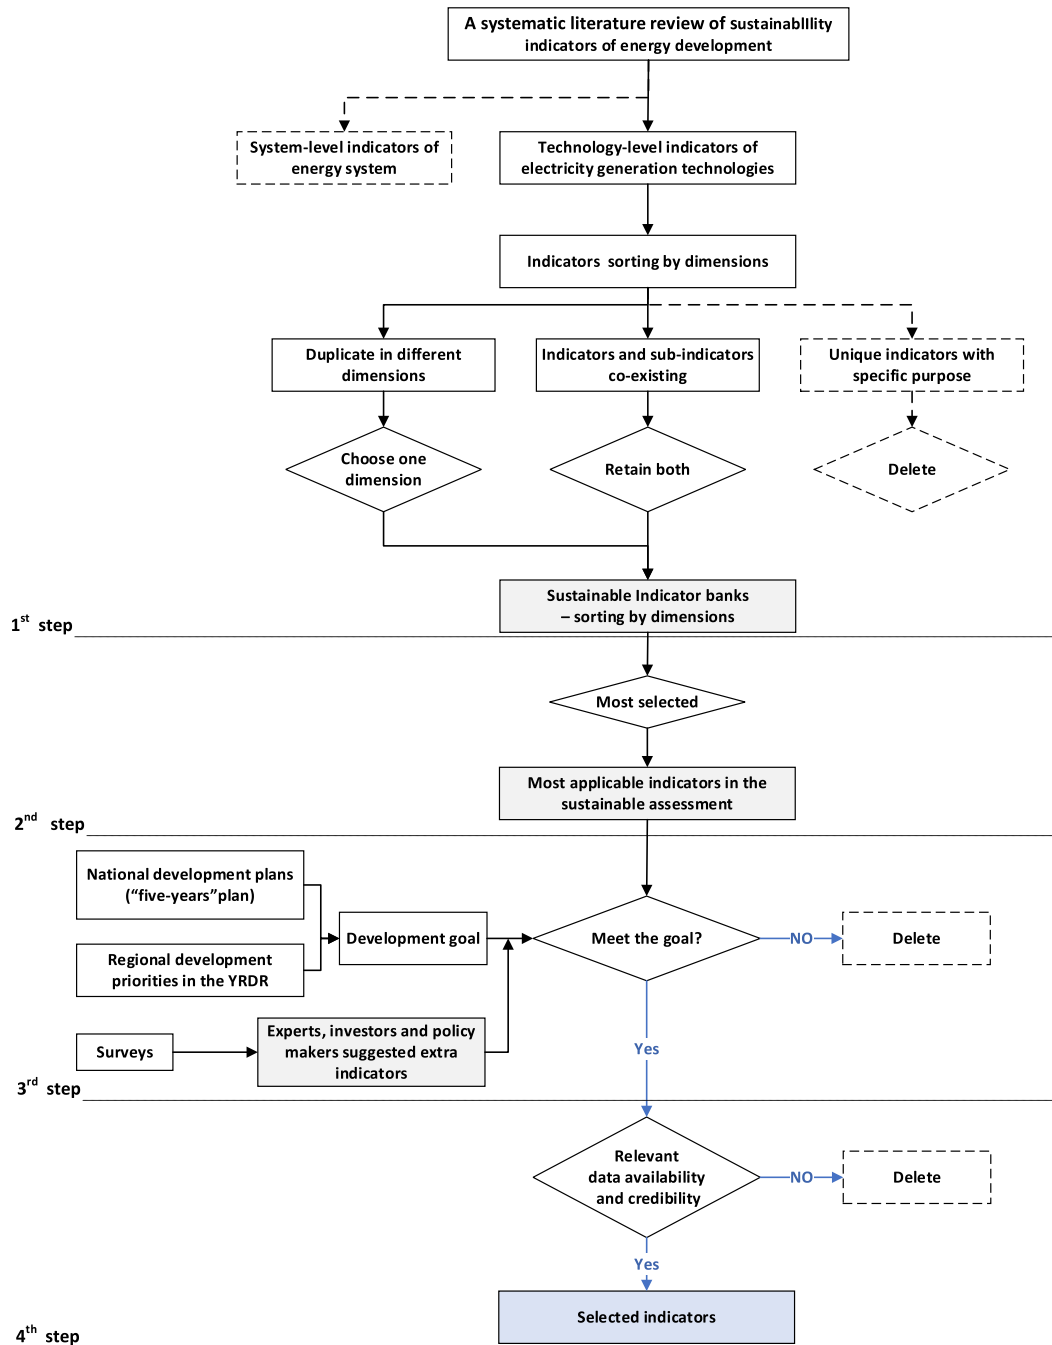 A systematic literature review of sustainablIlity
indicators of energy development
System-level indicators of
energy system
Technology-level indicators of
electricity generation technologies
Indicators sorting by dimensions
Duplicate in different
dimensions
Indicators and sub-indicators
co-existing
Unique indicators with
specific purpose
Choose one
dimension
Retain both
Delete
Sustainable Indicator banks
– sorting by dimensions
1st step
Most selected
Most applicable indicators in the
sustainable assessment
2nd step
National development plans
(“five-years”plan)
Regional development
priorities in the YRDR
Development goal
Meet the goal?
NO
Delete
Surveys
Experts, investors and policy
makers suggested extra
indicators
Yes
3rd step
Relevant
data availability
and credibility
NO
Delete
Yes
Selected indicators
4th step